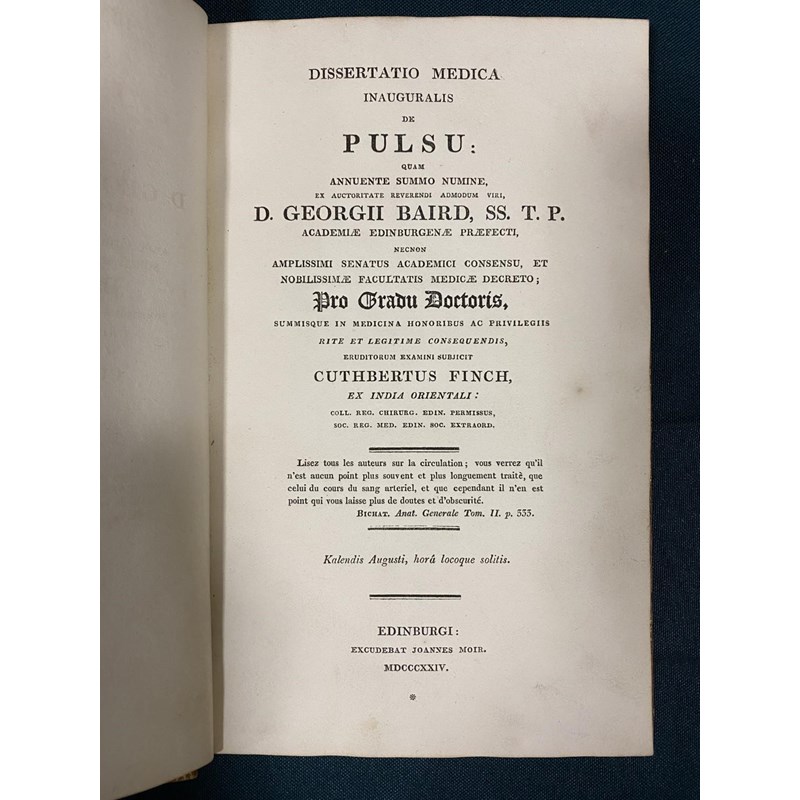 DISSERTATIO MEDICA
INAUGURALIS
DE
PULSU:
QUAM
ANNUENTE SUMMO NUMINE,
EX AUCTORITATE REVERENDI ADMODUM VIRI,
D. GEORGII BAIRD, SS. T. P.
ACADEMIÆ EDINBURGENÆ PRÆFECTI,
NECNON
AMPLISSIMI SENATUS ACADEMICI CONSENSU, ET
NOBILISSIMÆ FACULTATIS MEDICÆ DECRETO;
Pro Gradu Doctoris,
SUMMISQUE IN MEDICINA HONORIBUS AC PRIVILEGIIS
RITE ET LEGITIME CONSEQUENDIS,
ERUDITORUM EXAMINI SUBJICIT
CUTHBERTUS FINCH,
EX INDIA ORIENTALI:
COLL. REG. CHIRURG. EDIN. PERMISSUS,
SOC. REG. MED. EDIN. SOC. EXTRAORD.
Lisez tous les auteurs sur la circulation; vous verrez qu'il
n'est aucun point plus souvent et plus longuement traitè, que
celui du cours du sang arteriel, et que cependant il n'en est
point qui vous laisse plus de doutes et d'obscurité.
BICHAT. Anat. Generale Tom. II. p. 333.
Kalendis Augusti, horâ locoque solitis.
EDINBURGI:
EXCUDEBAT JOANNES MOIR.
MDCCCXXIV.
*